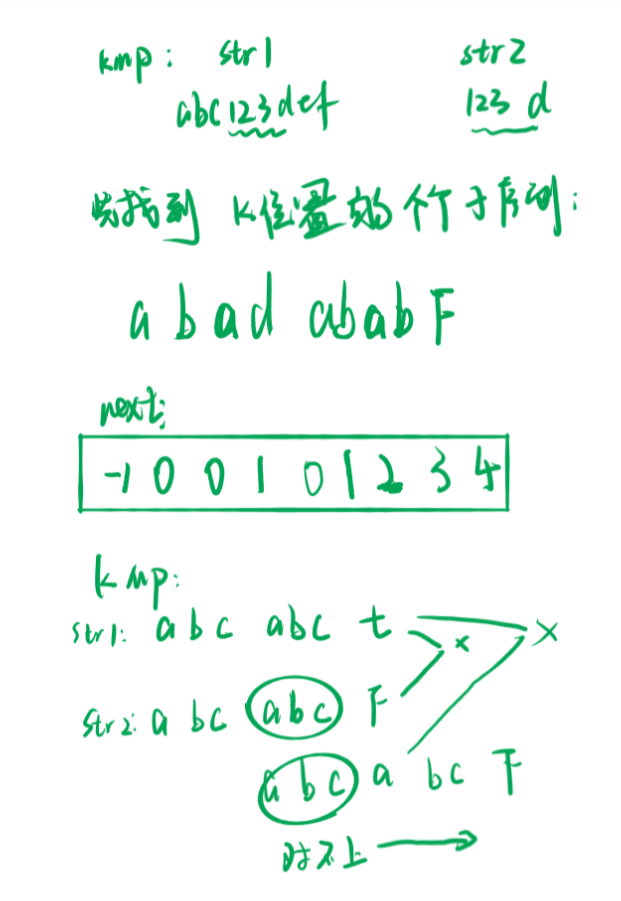 kmp: str1 str2
abc123def 123 d
找到 k位置的个子序列:
a b a d a b a b F
next:
-1 0 0 1 0 1 2 3 4
kmp:
str1: a b c a b c t x X
str2: a b c a b c F
a b c a b c F
对不上